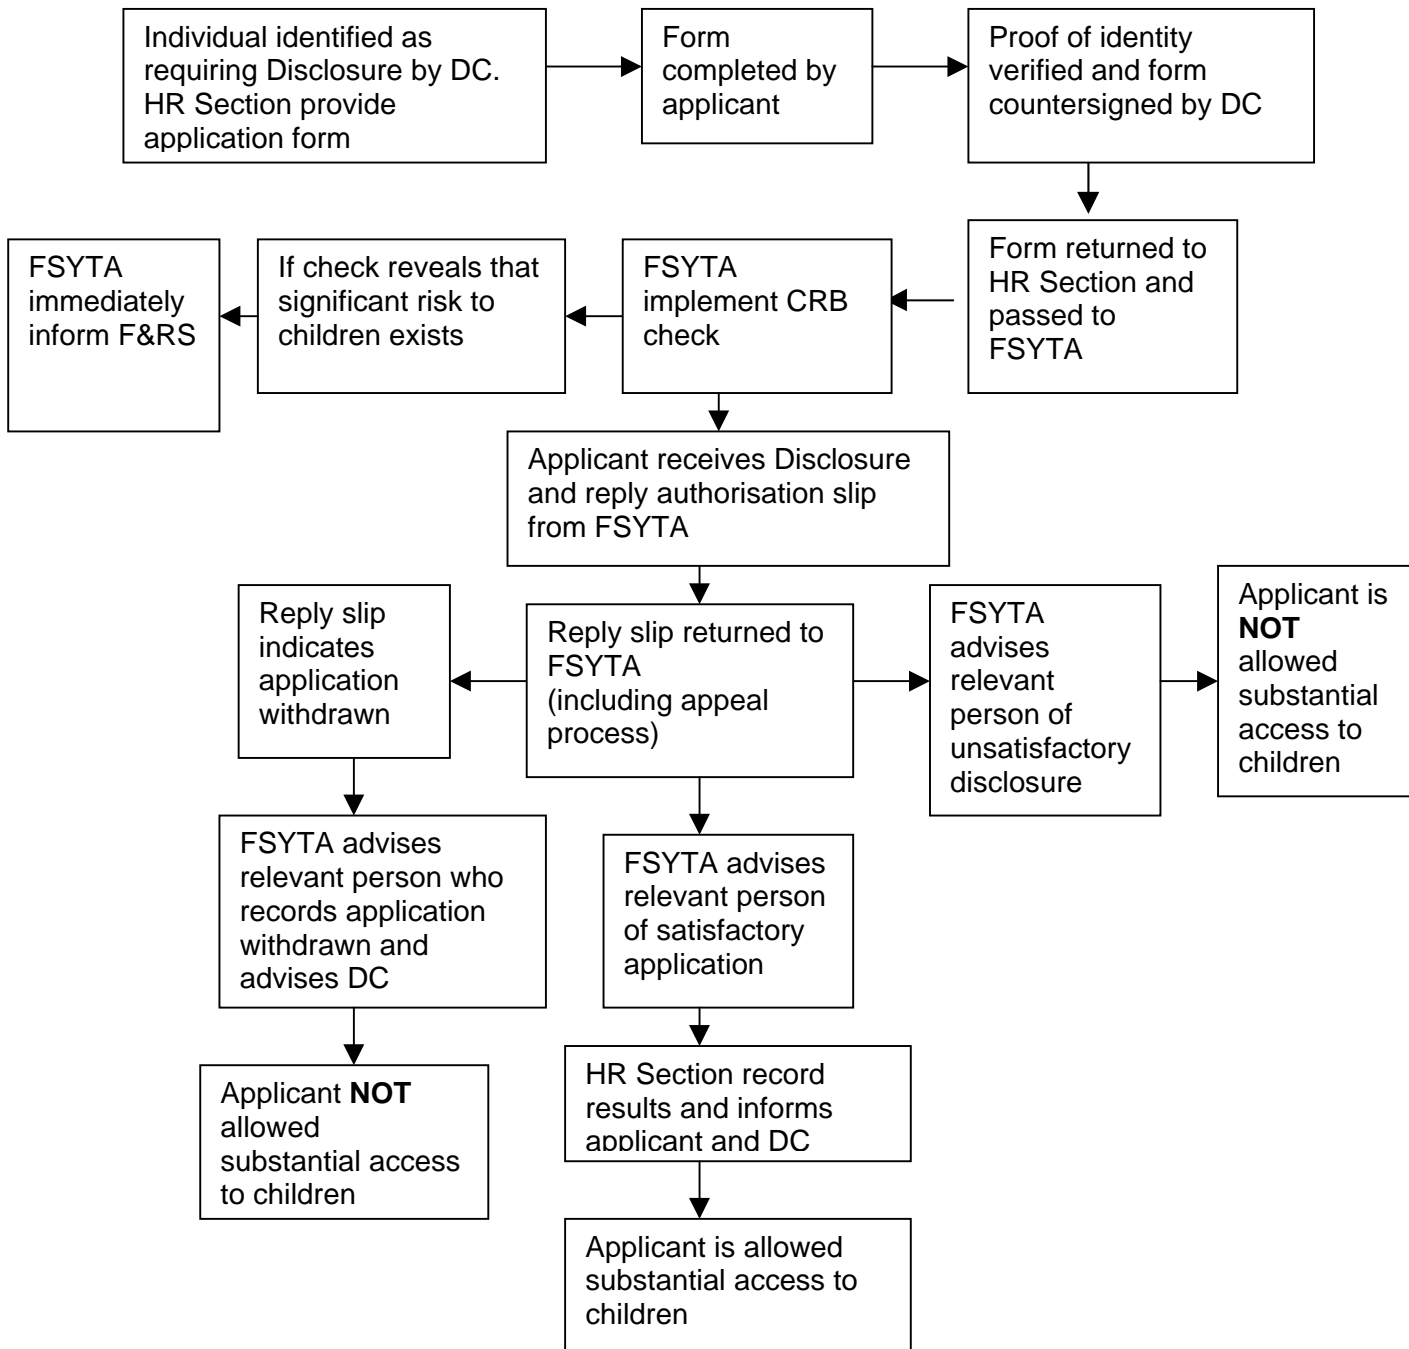 Individual identified as
requiring Disclosure by DC.
HR Section provide
application form
Form
completed by
applicant
Proof of identity
verified and form
countersigned by DC
FSYTA
immediately
inform F&RS
If check reveals that
significant risk to
children exists
FSYTA
implement CRB
check
Form returned to
HR Section and
passed to
FSYTA
Applicant receives Disclosure
and reply authorisation slip
from FSYTA
Reply slip
indicates
application
withdrawn
Reply slip returned to
FSYTA
(including appeal
process)
FSYTA
advises
relevant
person of
unsatisfactory
disclosure
Applicant is
NOT
allowed
substantial
access to
children
FSYTA advises
relevant person who
records application
withdrawn and
advises DC
FSYTA advises
relevant person
of satisfactory
application
Applicant NOT
allowed
substantial access
to children
HR Section record
results and informs
applicant and DC
Applicant is allowed
substantial access to
children